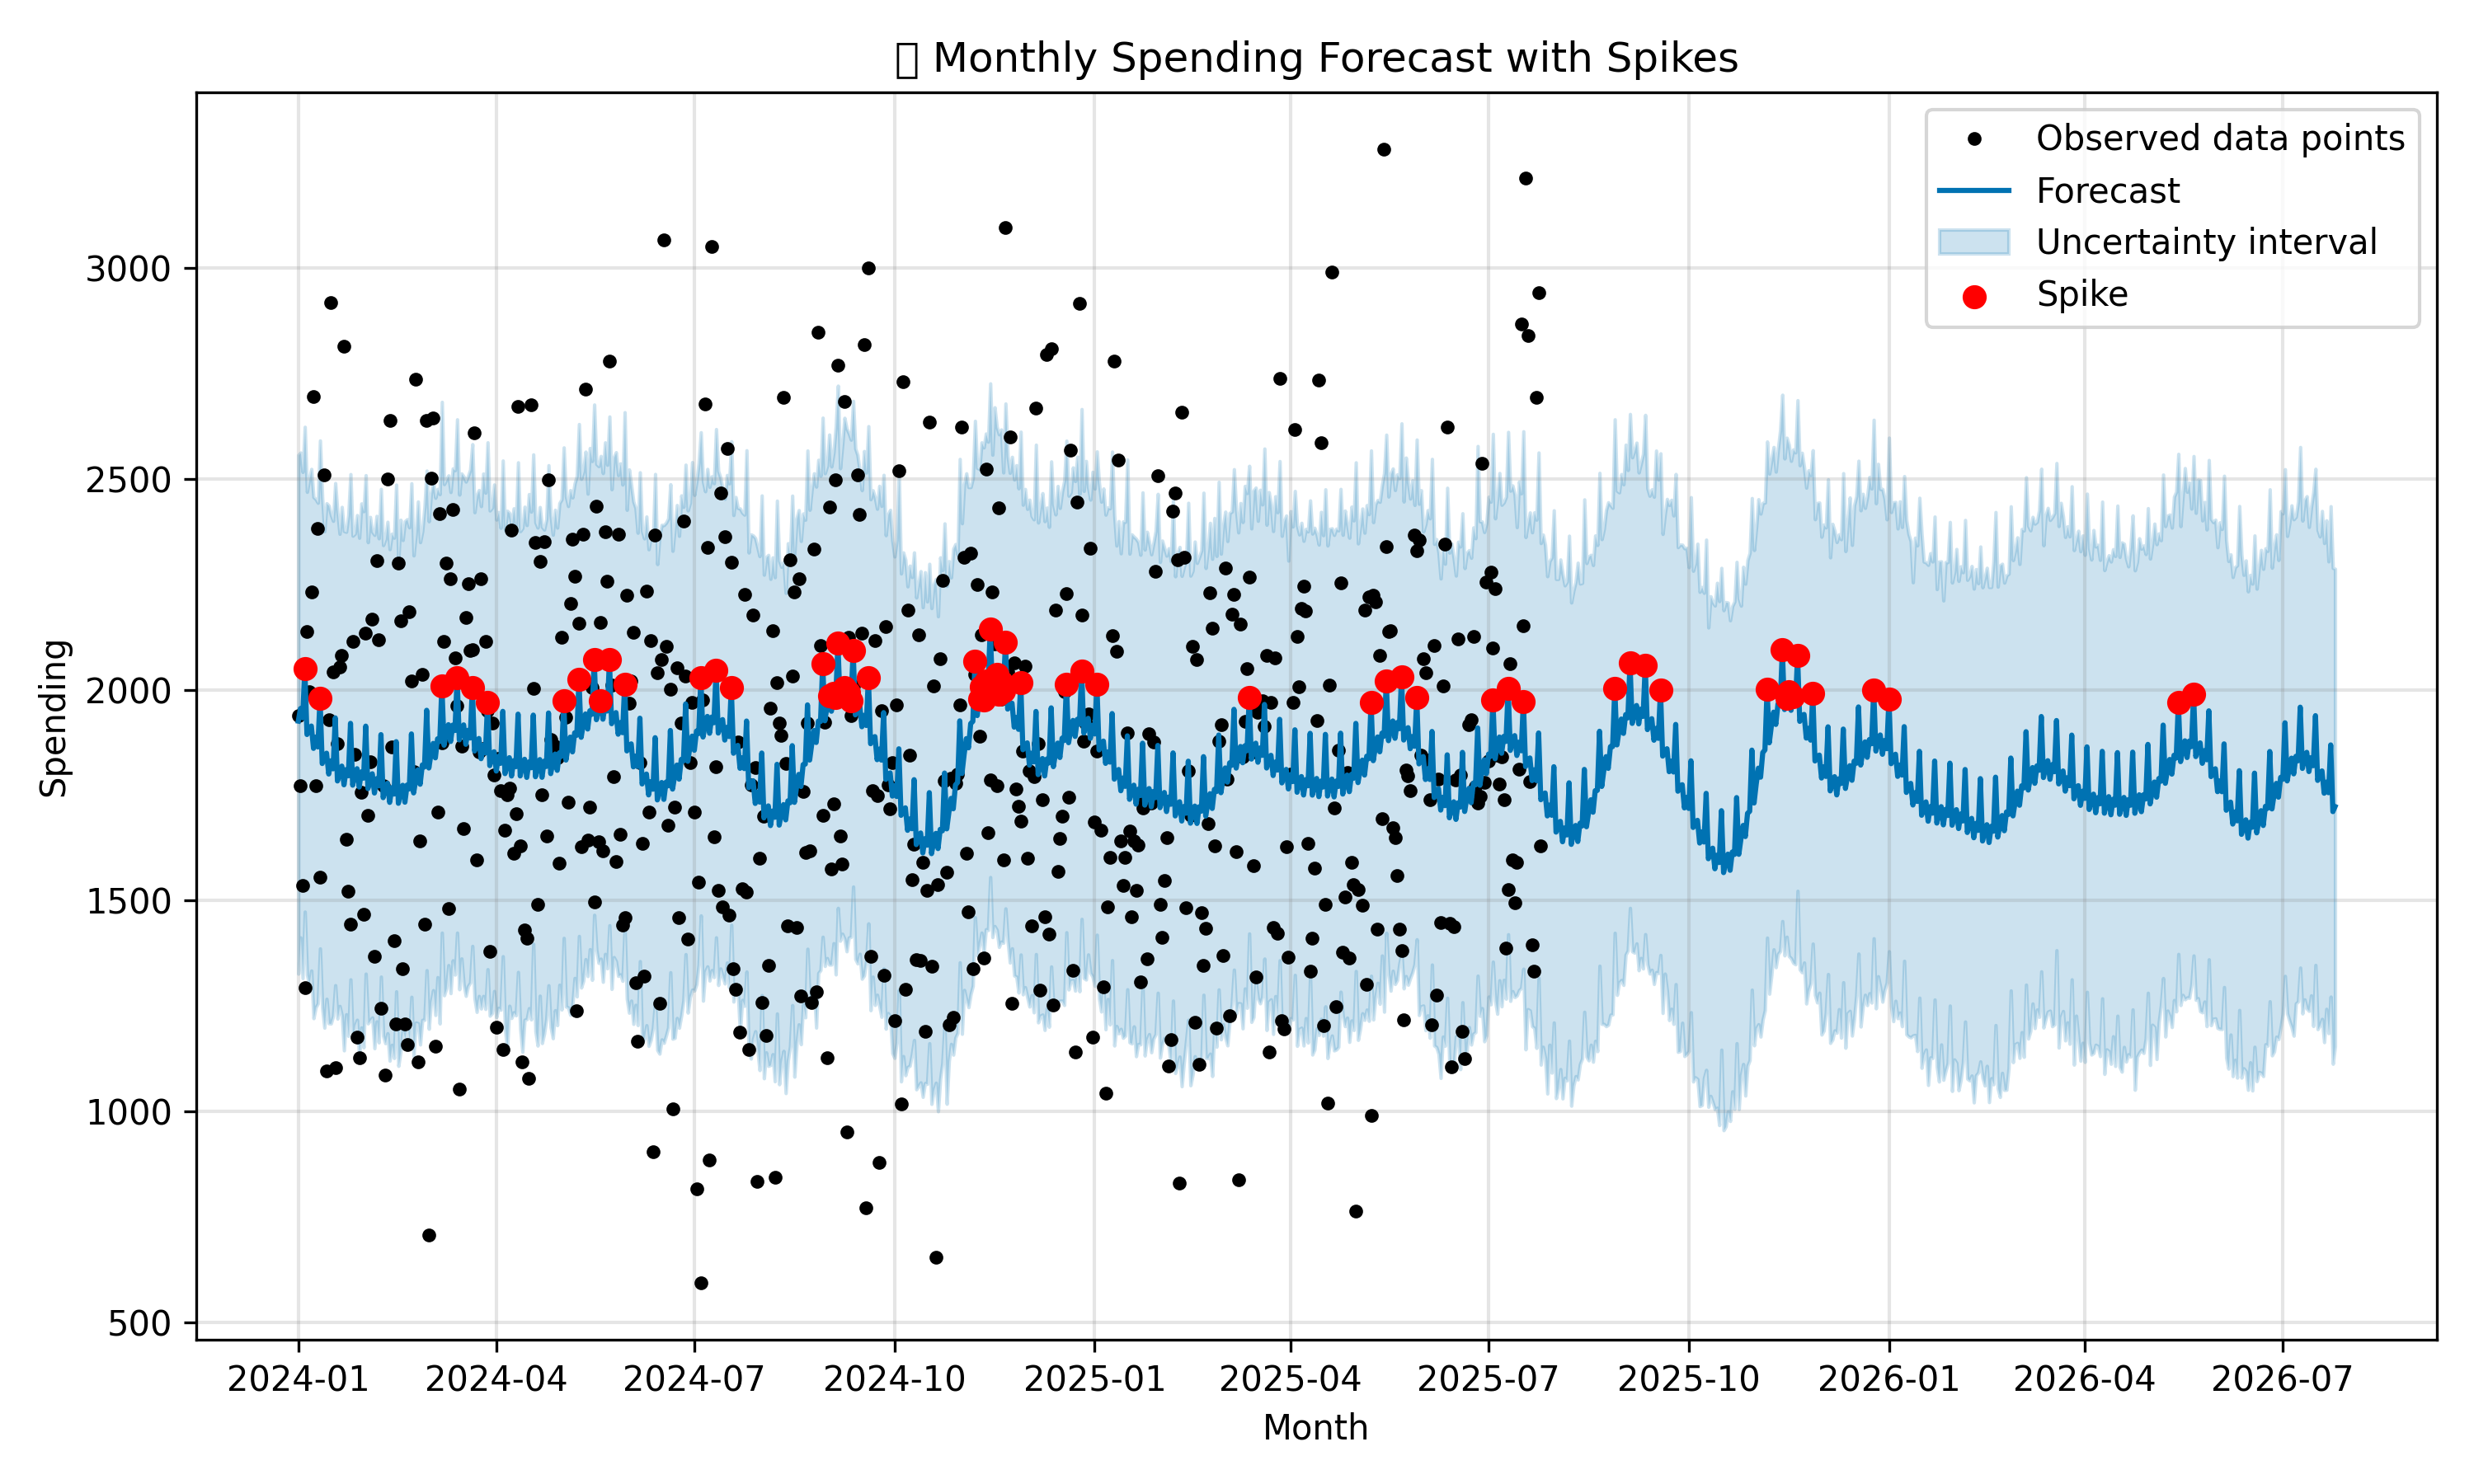 Monthly Spending Forecast with Spikes
Observed data points
Forecast
Uncertainty interval
Spike
Spending
3000
2500
2000
1500
1000
500
2024-01 2024-04 2024-07 2024-10 2025-01 2025-04 2025-07 2025-10 2026-01 2026-04 2026-07
Month